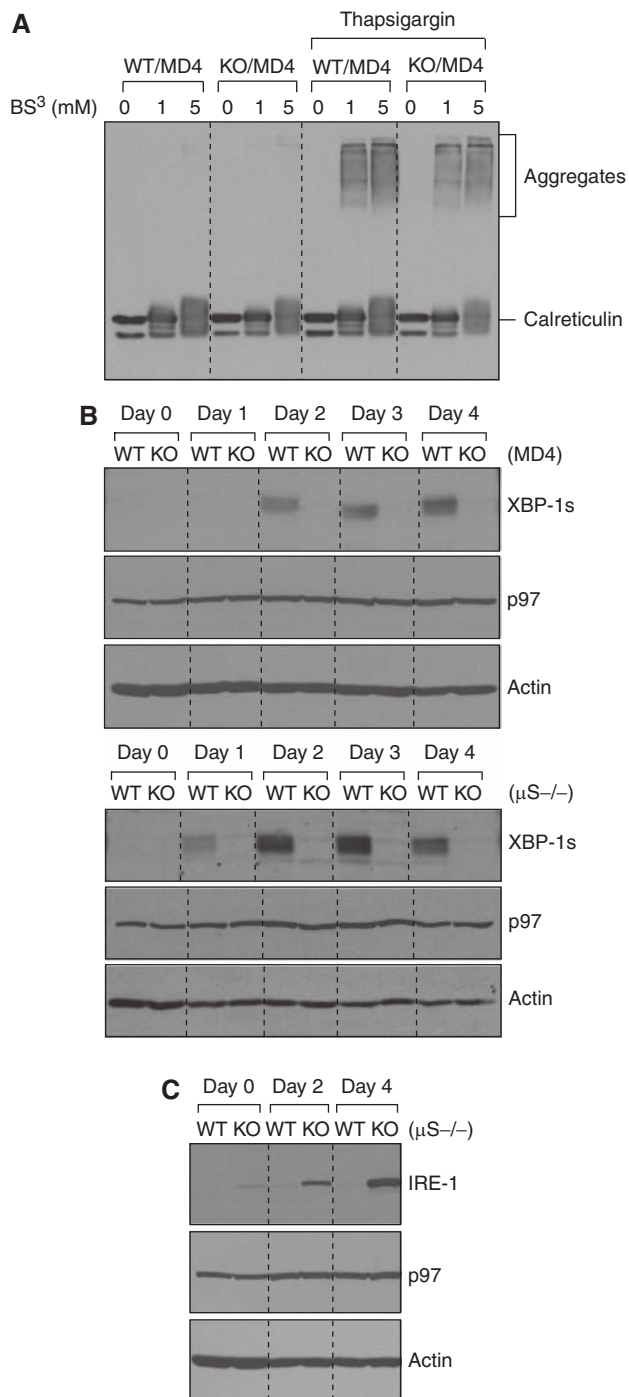 A
Thapsigargin
WT/MD4 KO/MD4 WT/MD4 KO/MD4
BS³ (mM) 0 1 5 0 1 5 0 1 5 0 1 5
Aggregates
Calreticulin
B
Day 0 Day 1 Day 2 Day 3 Day 4
WT KO WT KO WT KO WT KO WT KO (MD4)
XBP-1s
p97
Actin
Day 0 Day 1 Day 2 Day 3 Day 4
WT KO WT KO WT KO WT KO WT KO (μS–/–)
XBP-1s
p97
Actin
C
Day 0 Day 2 Day 4
WT KO WT KO WT KO (μS–/–)
IRE-1
p97
Actin